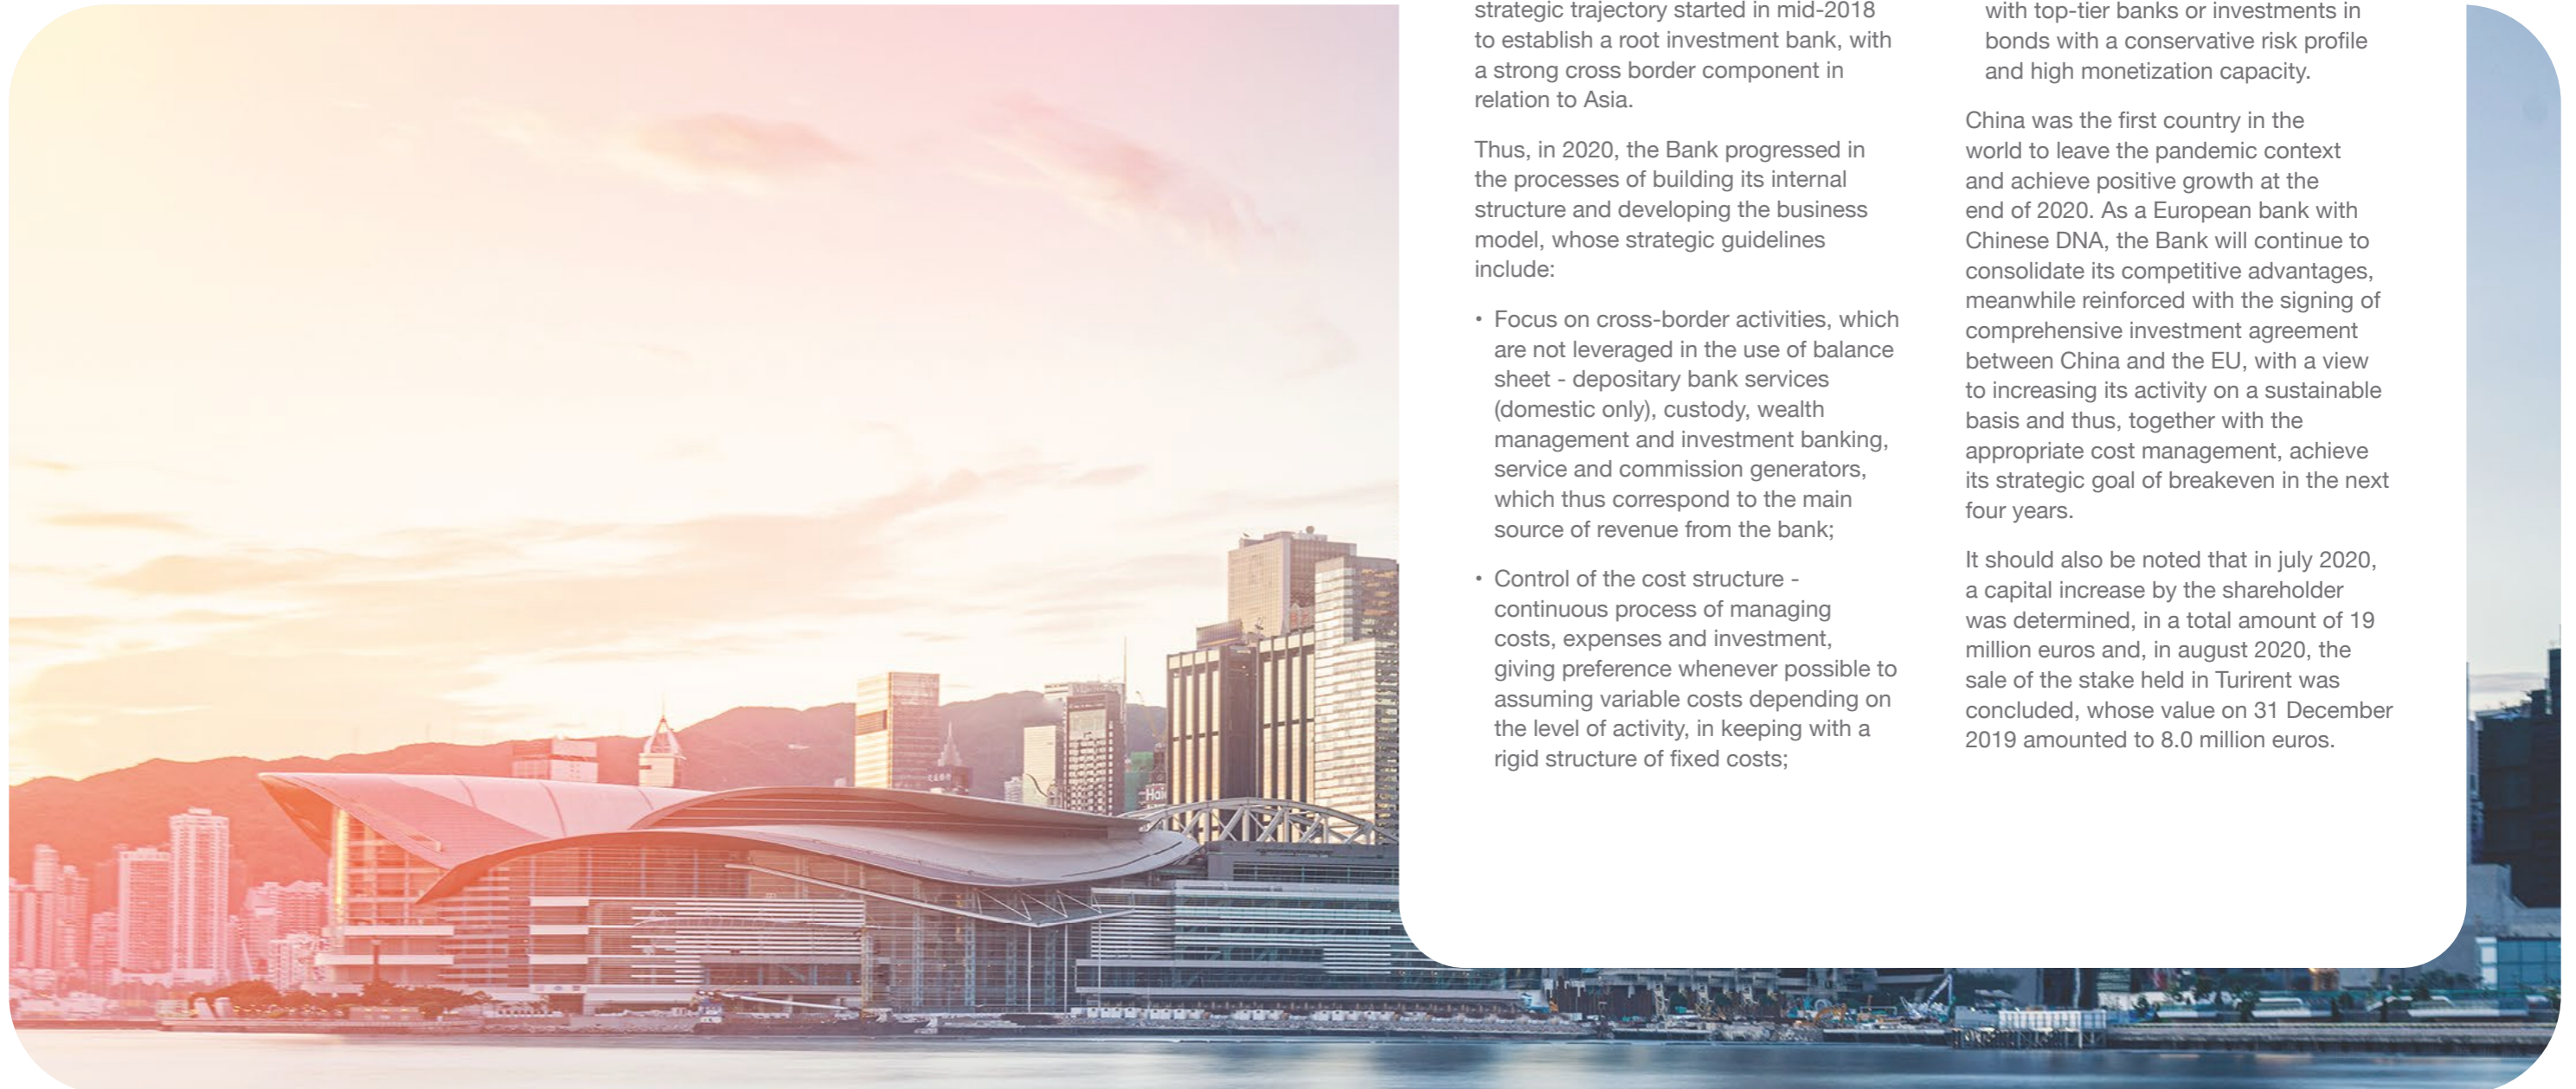 strategic trajectory started in mid-2018
to establish a root investment bank, with
a strong cross border component in
relation to Asia.
Thus, in 2020, the Bank progressed in
the processes of building its internal
structure and developing the business
model, whose strategic guidelines
include:
• Focus on cross-border activities, which
are not leveraged in the use of balance
sheet - depositary bank services
(domestic only), custody, wealth
management and investment banking,
service and commission generators,
which thus correspond to the main
source of revenue from the bank;
• Control of the cost structure -
continuous process of managing
costs, expenses and investment,
giving preference whenever possible to
assuming variable costs depending on
the level of activity, in keeping with a
rigid structure of fixed costs;
with top-tier banks or investments in
bonds with a conservative risk profile
and high monetization capacity.
China was the first country in the
world to leave the pandemic context
and achieve positive growth at the
end of 2020. As a European bank with
Chinese DNA, the Bank will continue to
consolidate its competitive advantages,
meanwhile reinforced with the signing of
comprehensive investment agreement
between China and the EU, with a view
to increasing its activity on a sustainable
basis and thus, together with the
appropriate cost management, achieve
its strategic goal of breakeven in the next
four years.
It should also be noted that in july 2020,
a capital increase by the shareholder
was determined, in a total amount of 19
million euros and, in august 2020, the
sale of the stake held in Turirent was
concluded, whose value on 31 December
2019 amounted to 8.0 million euros.